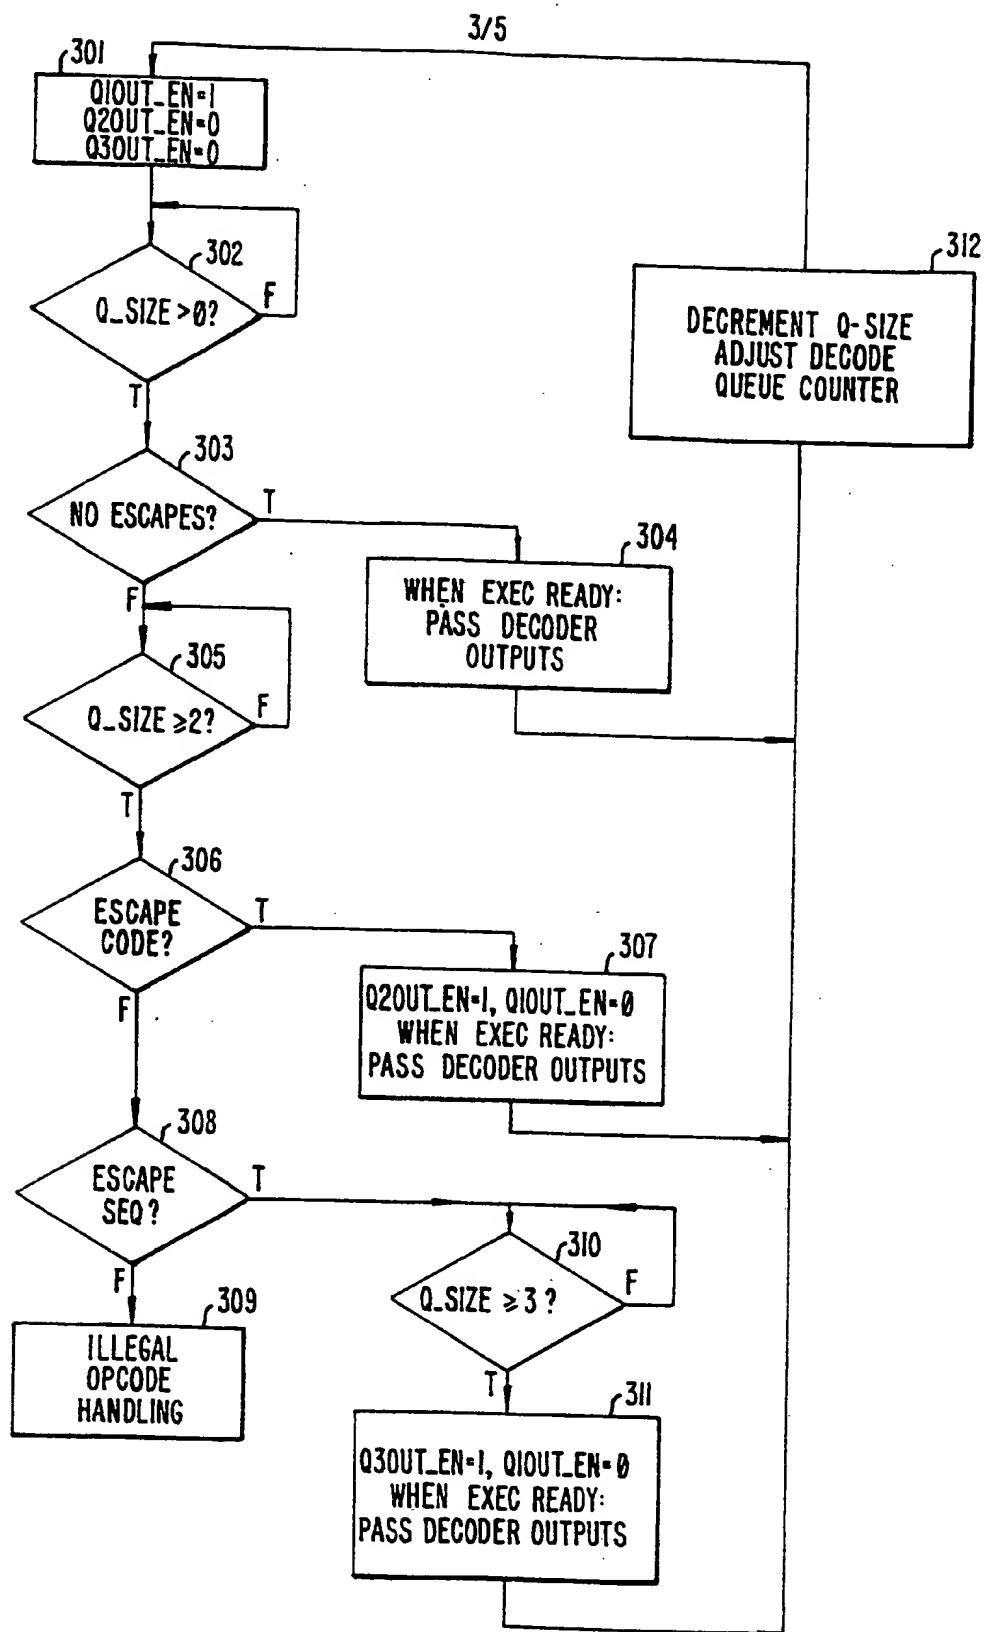 3/5
301
Q1OUT_EN=1
Q2OUT_EN=0
Q3OUT_EN=0
302
Q_SIZE >0?
F
T
312
DECREMENT Q-SIZE
ADJUST DECODE
QUEUE COUNTER
303
NO ESCAPES?
T
F
304
WHEN EXEC READY:
PASS DECODER
OUTPUTS
305
Q_SIZE ≥2?
F
T
306
ESCAPE
CODE?
T
F
307
Q2OUT_EN=1, Q1OUT_EN=0
WHEN EXEC READY:
PASS DECODER OUTPUTS
308
ESCAPE
SEQ?
T
F
309
ILLEGAL
OPCODE
HANDLING
310
Q_SIZE ≥3 ?
F
T
311
Q3OUT_EN=1, Q1OUT_EN=0
WHEN EXEC READY:
PASS DECODER OUTPUTS